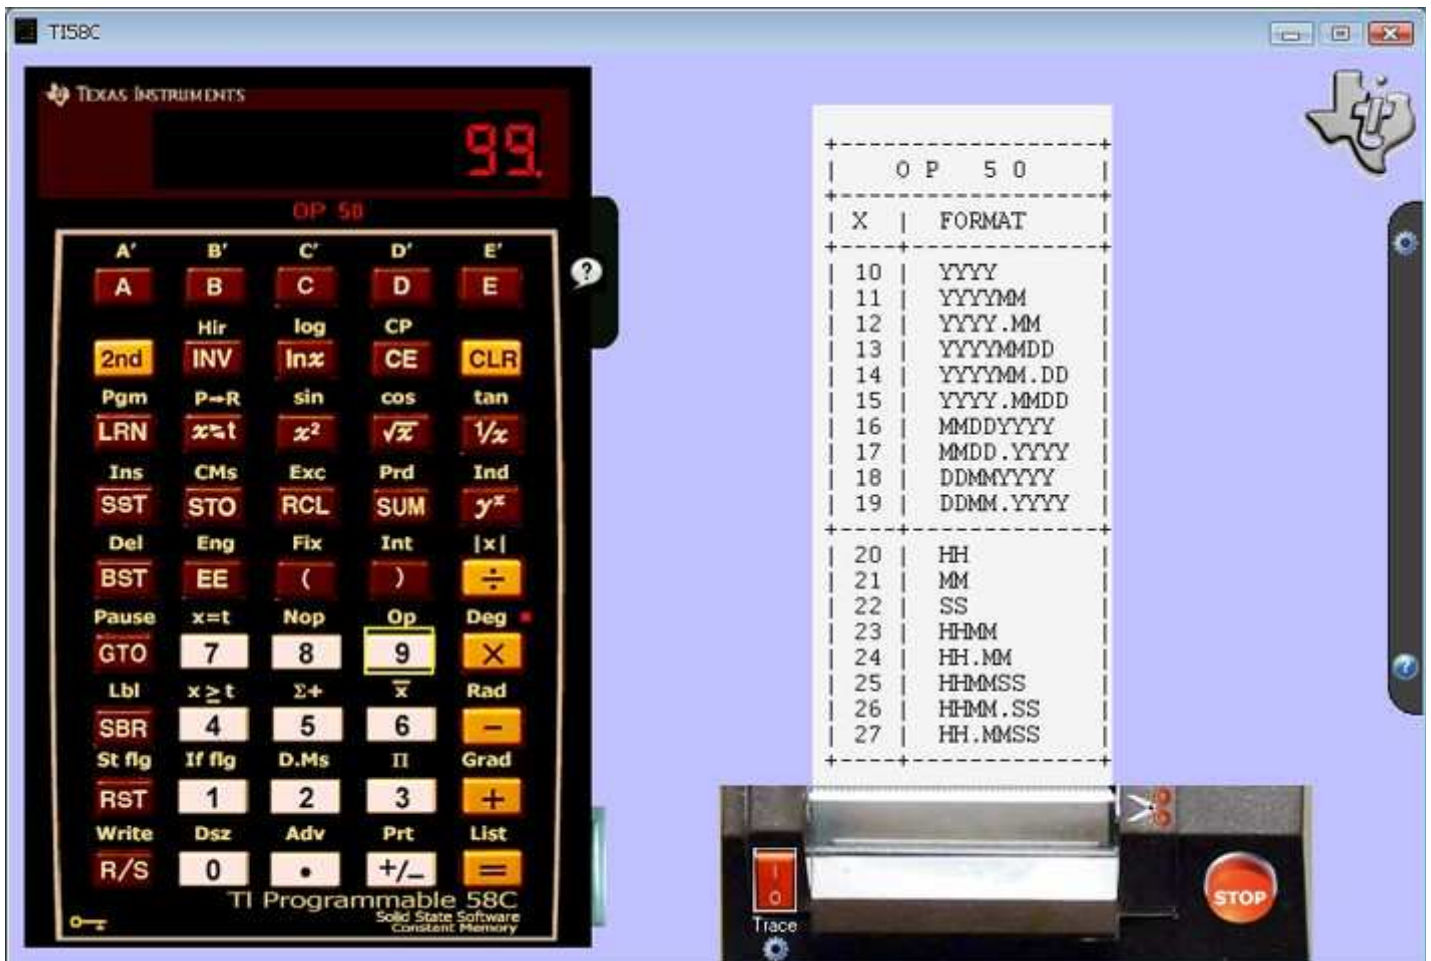 TI58C
TEXAS INSTRUMENTS
99.
OP 50
A' B' C' D' E'
A B C D E
Hir log CP
2nd INV lnx CE CLR
Pgm P→R sin cos tan
LRN x⇄t x² √x 1/x
Ins CMs Exc Prd Ind
SST STO RCL SUM yˣ
Del Eng Fix Int |x|
BST EE ( ) ÷
Pause x=t Nop Op Deg
GTO 7 8 9 ×
Lbl x≥t Σ+ x̄ Rad
SBR 4 5 6 −
St flg If flg D.Ms π Grad
RST 1 2 3 +
Write Dsz Adv Prt List
R/S 0 . +/− =
TI Programmable 58C
Solid State Software
Constant Memory
+-------------------+
| O P 5 0 |
+-------------------+
| X | FORMAT |
+----+--------------+
| 10 | YYYY |
| 11 | YYYYMM |
| 12 | YYYY.MM |
| 13 | YYYYMMDD |
| 14 | YYYYMM.DD |
| 15 | YYYY.MMDD |
| 16 | MMDDYYYY |
| 17 | MMDD.YYYY |
| 18 | DDMMYYYY |
| 19 | DDMM.YYYY |
+----+--------------+
| 20 | HH |
| 21 | MM |
| 22 | SS |
| 23 | HHMM |
| 24 | HH.MM |
| 25 | HHMMSS |
| 26 | HHMM.SS |
| 27 | HH.MMSS |
+----+--------------+
I
O
Trace
STOP